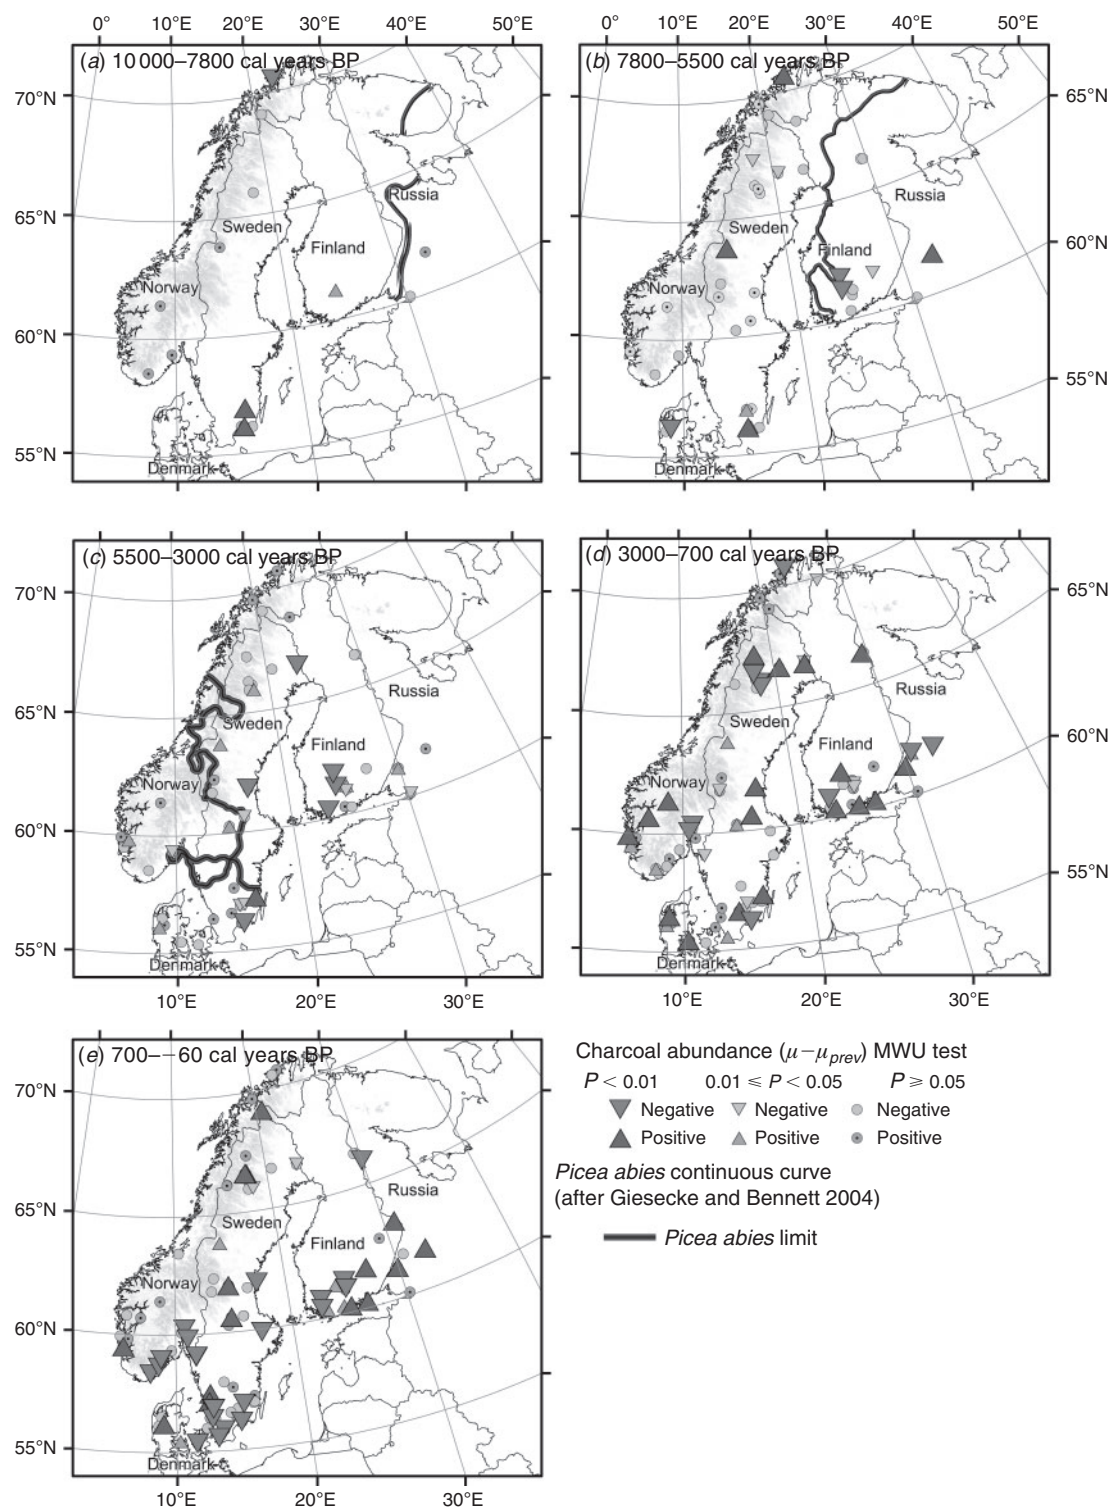 0° 10°E 20°E 30°E 40°E 50°E
0° 10°E 20°E 30°E 40°E 50°E
(a) 10 000–7800 cal years BP
(b) 7800–5500 cal years BP
70°N
65°N
60°N
55°N
Russia
Sweden
Finland
Norway
Denmark
10°E 20°E 30°E
65°N
60°N
55°N
Russia
Sweden
Finland
Norway
Denmark
10°E 20°E 30°E
(c) 5500–3000 cal years BP
(d) 3000–700 cal years BP
70°N
65°N
60°N
55°N
Russia
Sweden
Finland
Norway
Denmark
10°E 20°E 30°E
65°N
60°N
55°N
Russia
Sweden
Finland
Norway
Denmark
10°E 20°E 30°E
(e) 700–−60 cal years BP
70°N
65°N
60°N
55°N
Russia
Sweden
Finland
Norway
Denmark
10°E 20°E 30°E
Charcoal abundance (μ−μprev) MWU test
P < 0.01 0.01 ⩽ P < 0.05 P ⩾ 0.05
Negative Negative Negative
Positive Positive Positive
Picea abies continuous curve
(after Giesecke and Bennett 2004)
Picea abies limit